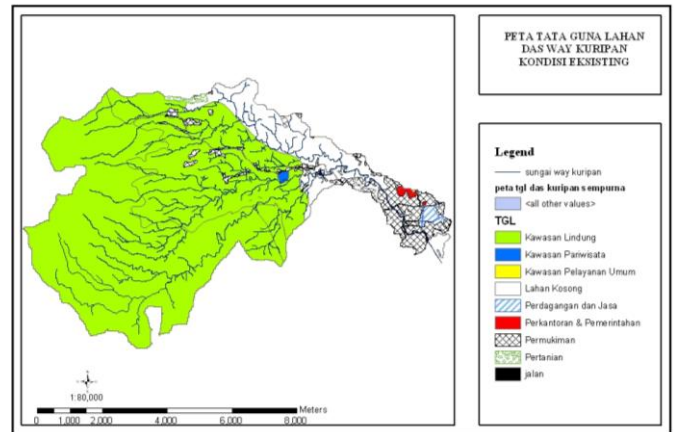 PETA TATA GUNA LAHAN
DAS WAY KURIPAN
KONDISI EKSISTING
Legend
sungai way kuripan
peta tgl das kuripan sempurna
<all other values>
TGL
Kawasan Lindung
Kawasan Pariwisata
Kawasan Pelayanan Umum
Lahan Kosong
Perdagangan dan Jasa
Perkantoran & Pemerintahan
Permukiman
Pertanian
jalan
1:80,000
Meters
0 1,000 2,000 4,000 6,000 8,000